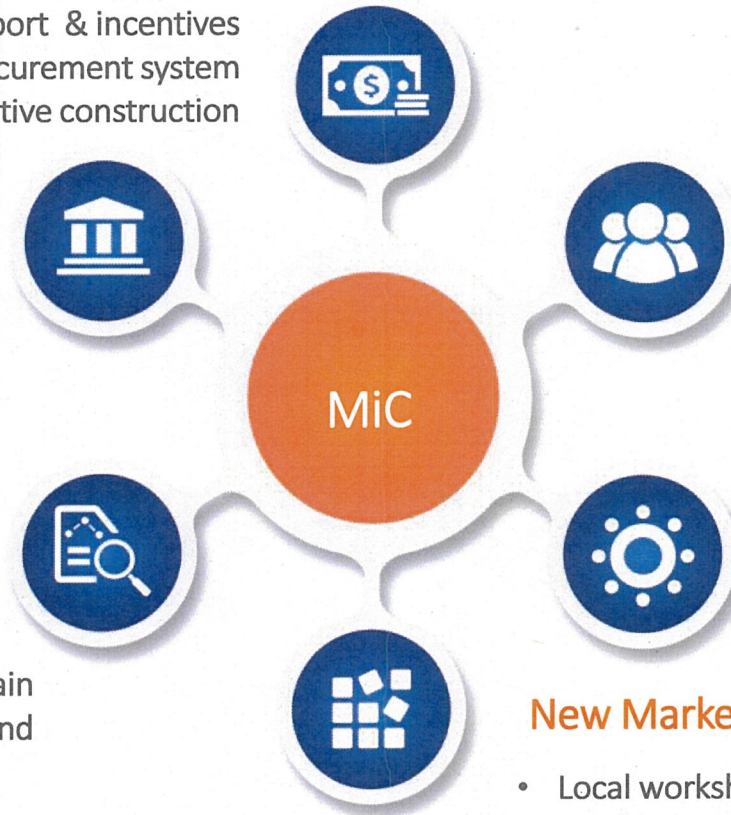 port & incentives
curement system
tive construction
$
MiC
ain
nd
New Marke
• Local worksh